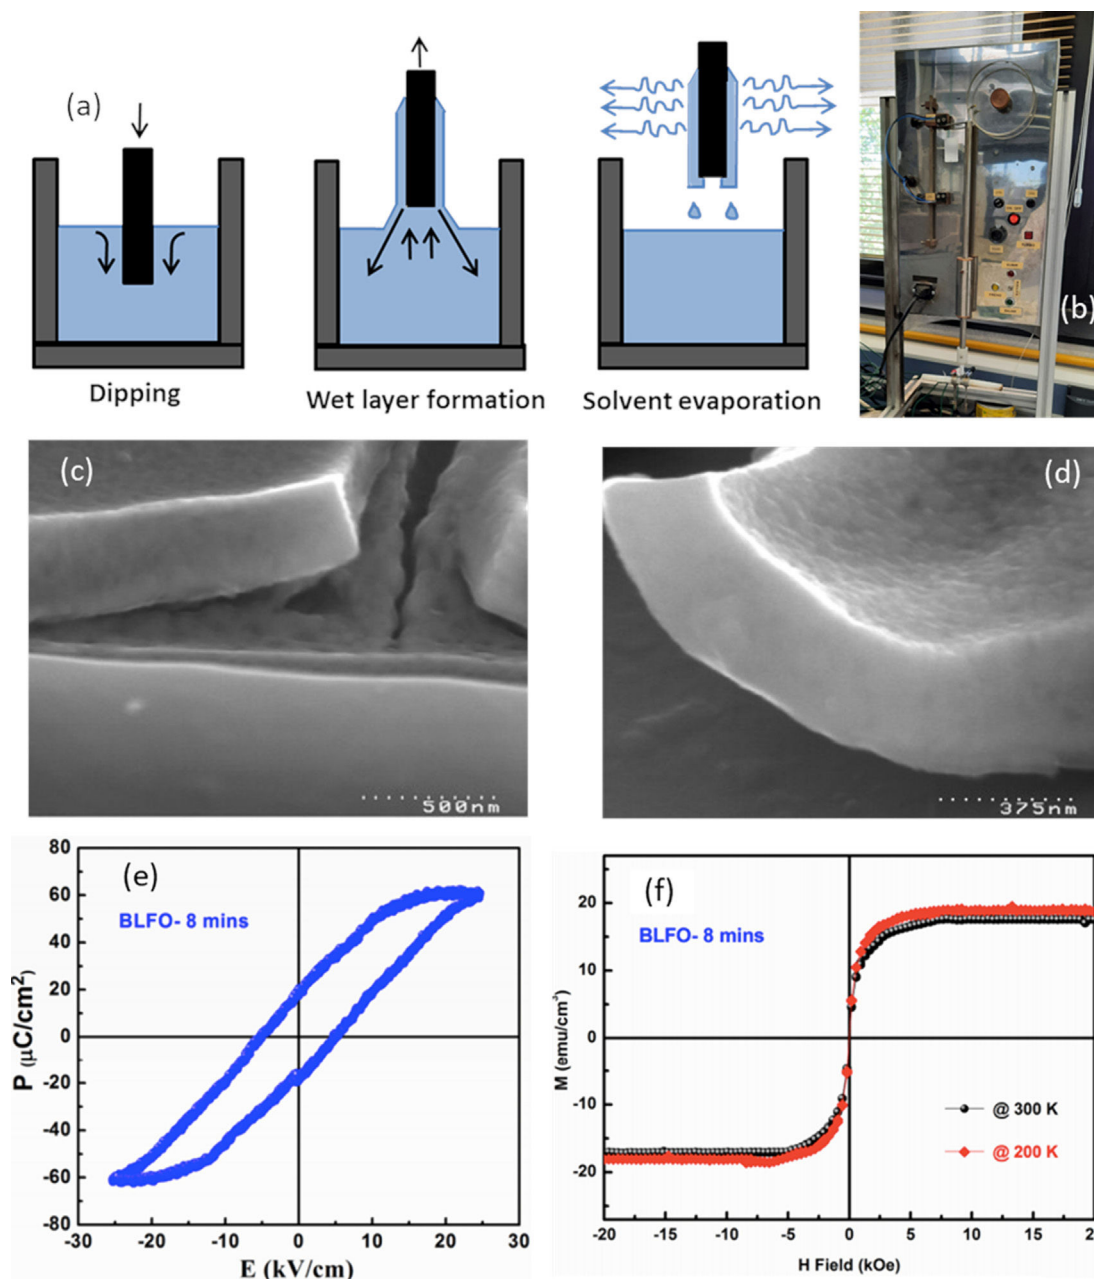 (a)
Dipping
Wet layer formation
Solvent evaporation
(b)
(c)
500nm
(d)
375nm
(e)
BLFO- 8 mins
P (μC/cm²)
80
60
40
20
0
-20
-40
-60
-80
-30 -20 -10 0 10 20 30
E (kV/cm)
(f)
BLFO- 8 mins
M (emu/cm³)
20
10
0
-10
-20
@ 300 K
@ 200 K
-20 -15 -10 -5 0 5 10 15 2
H Field (kOe)